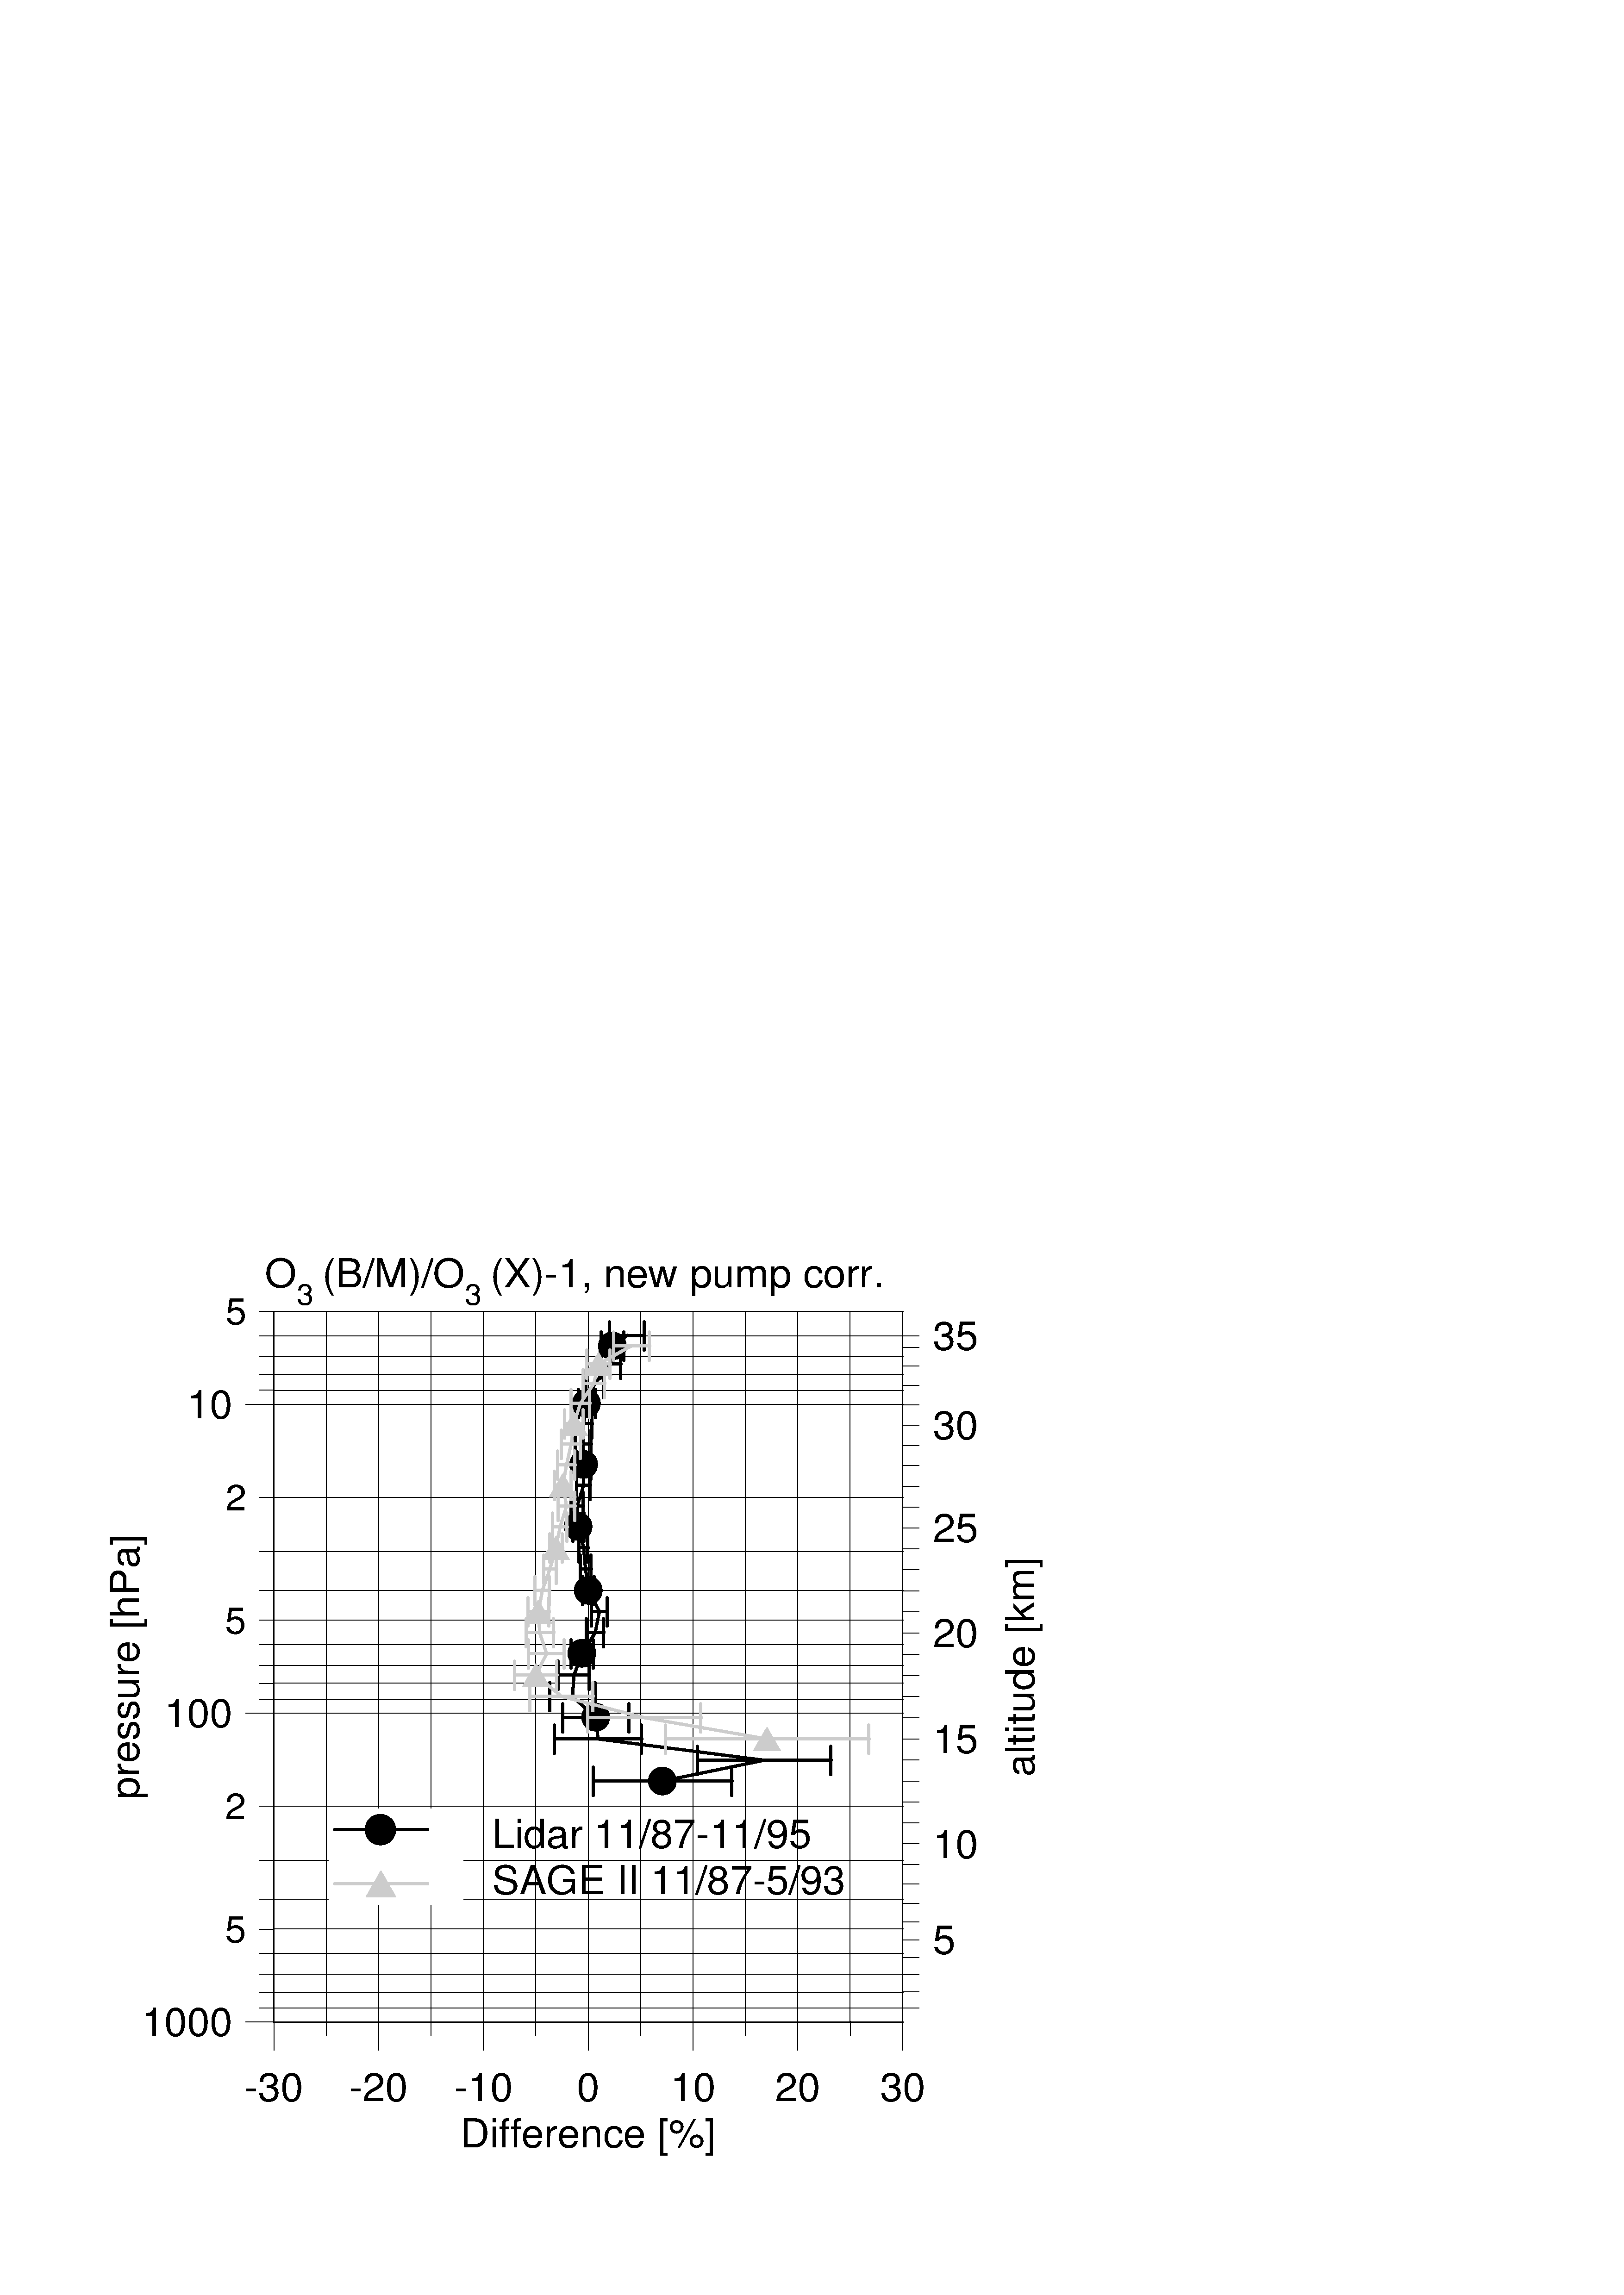 O3 (B/M)/O3 (X)-1, new pump corr.
5
10
2
5
100
2
5
1000
pressure [hPa]
35
30
25
20
15
10
5
altitude [km]
Lidar 11/87-11/95
SAGE II 11/87-5/93
-30 -20 -10 0 10 20 30
Difference [%]